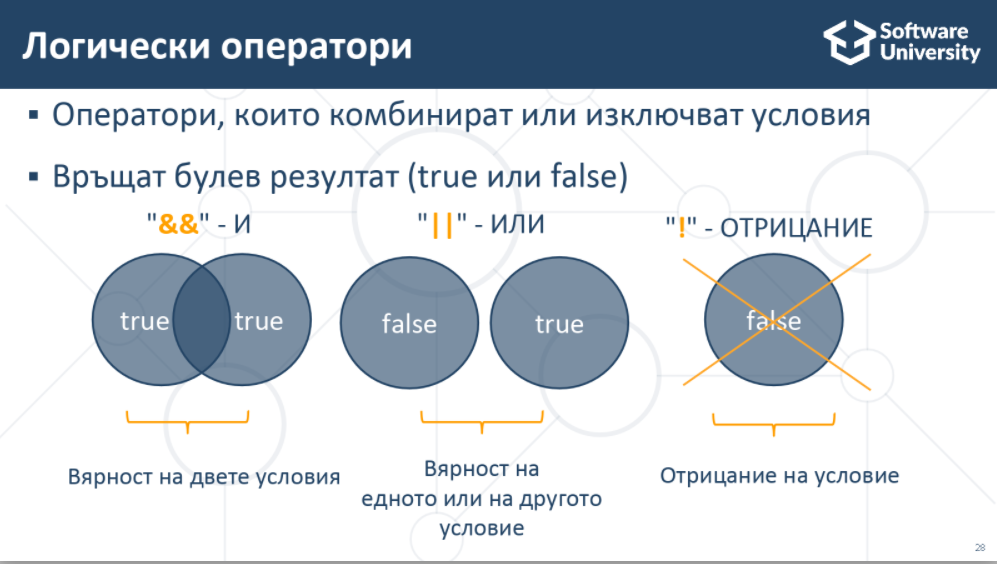 Логически оператори
Software
University
▪ Оператори, които комбинират или изключват условия
▪ Връщат булев резултат (true или false)
"&&" - И
"||" - ИЛИ
"!" - ОТРИЦАНИЕ
true
true
false
true
false
Вярност на двете условия
Вярност на
едното или на другото
условие
Отрицание на условие
28